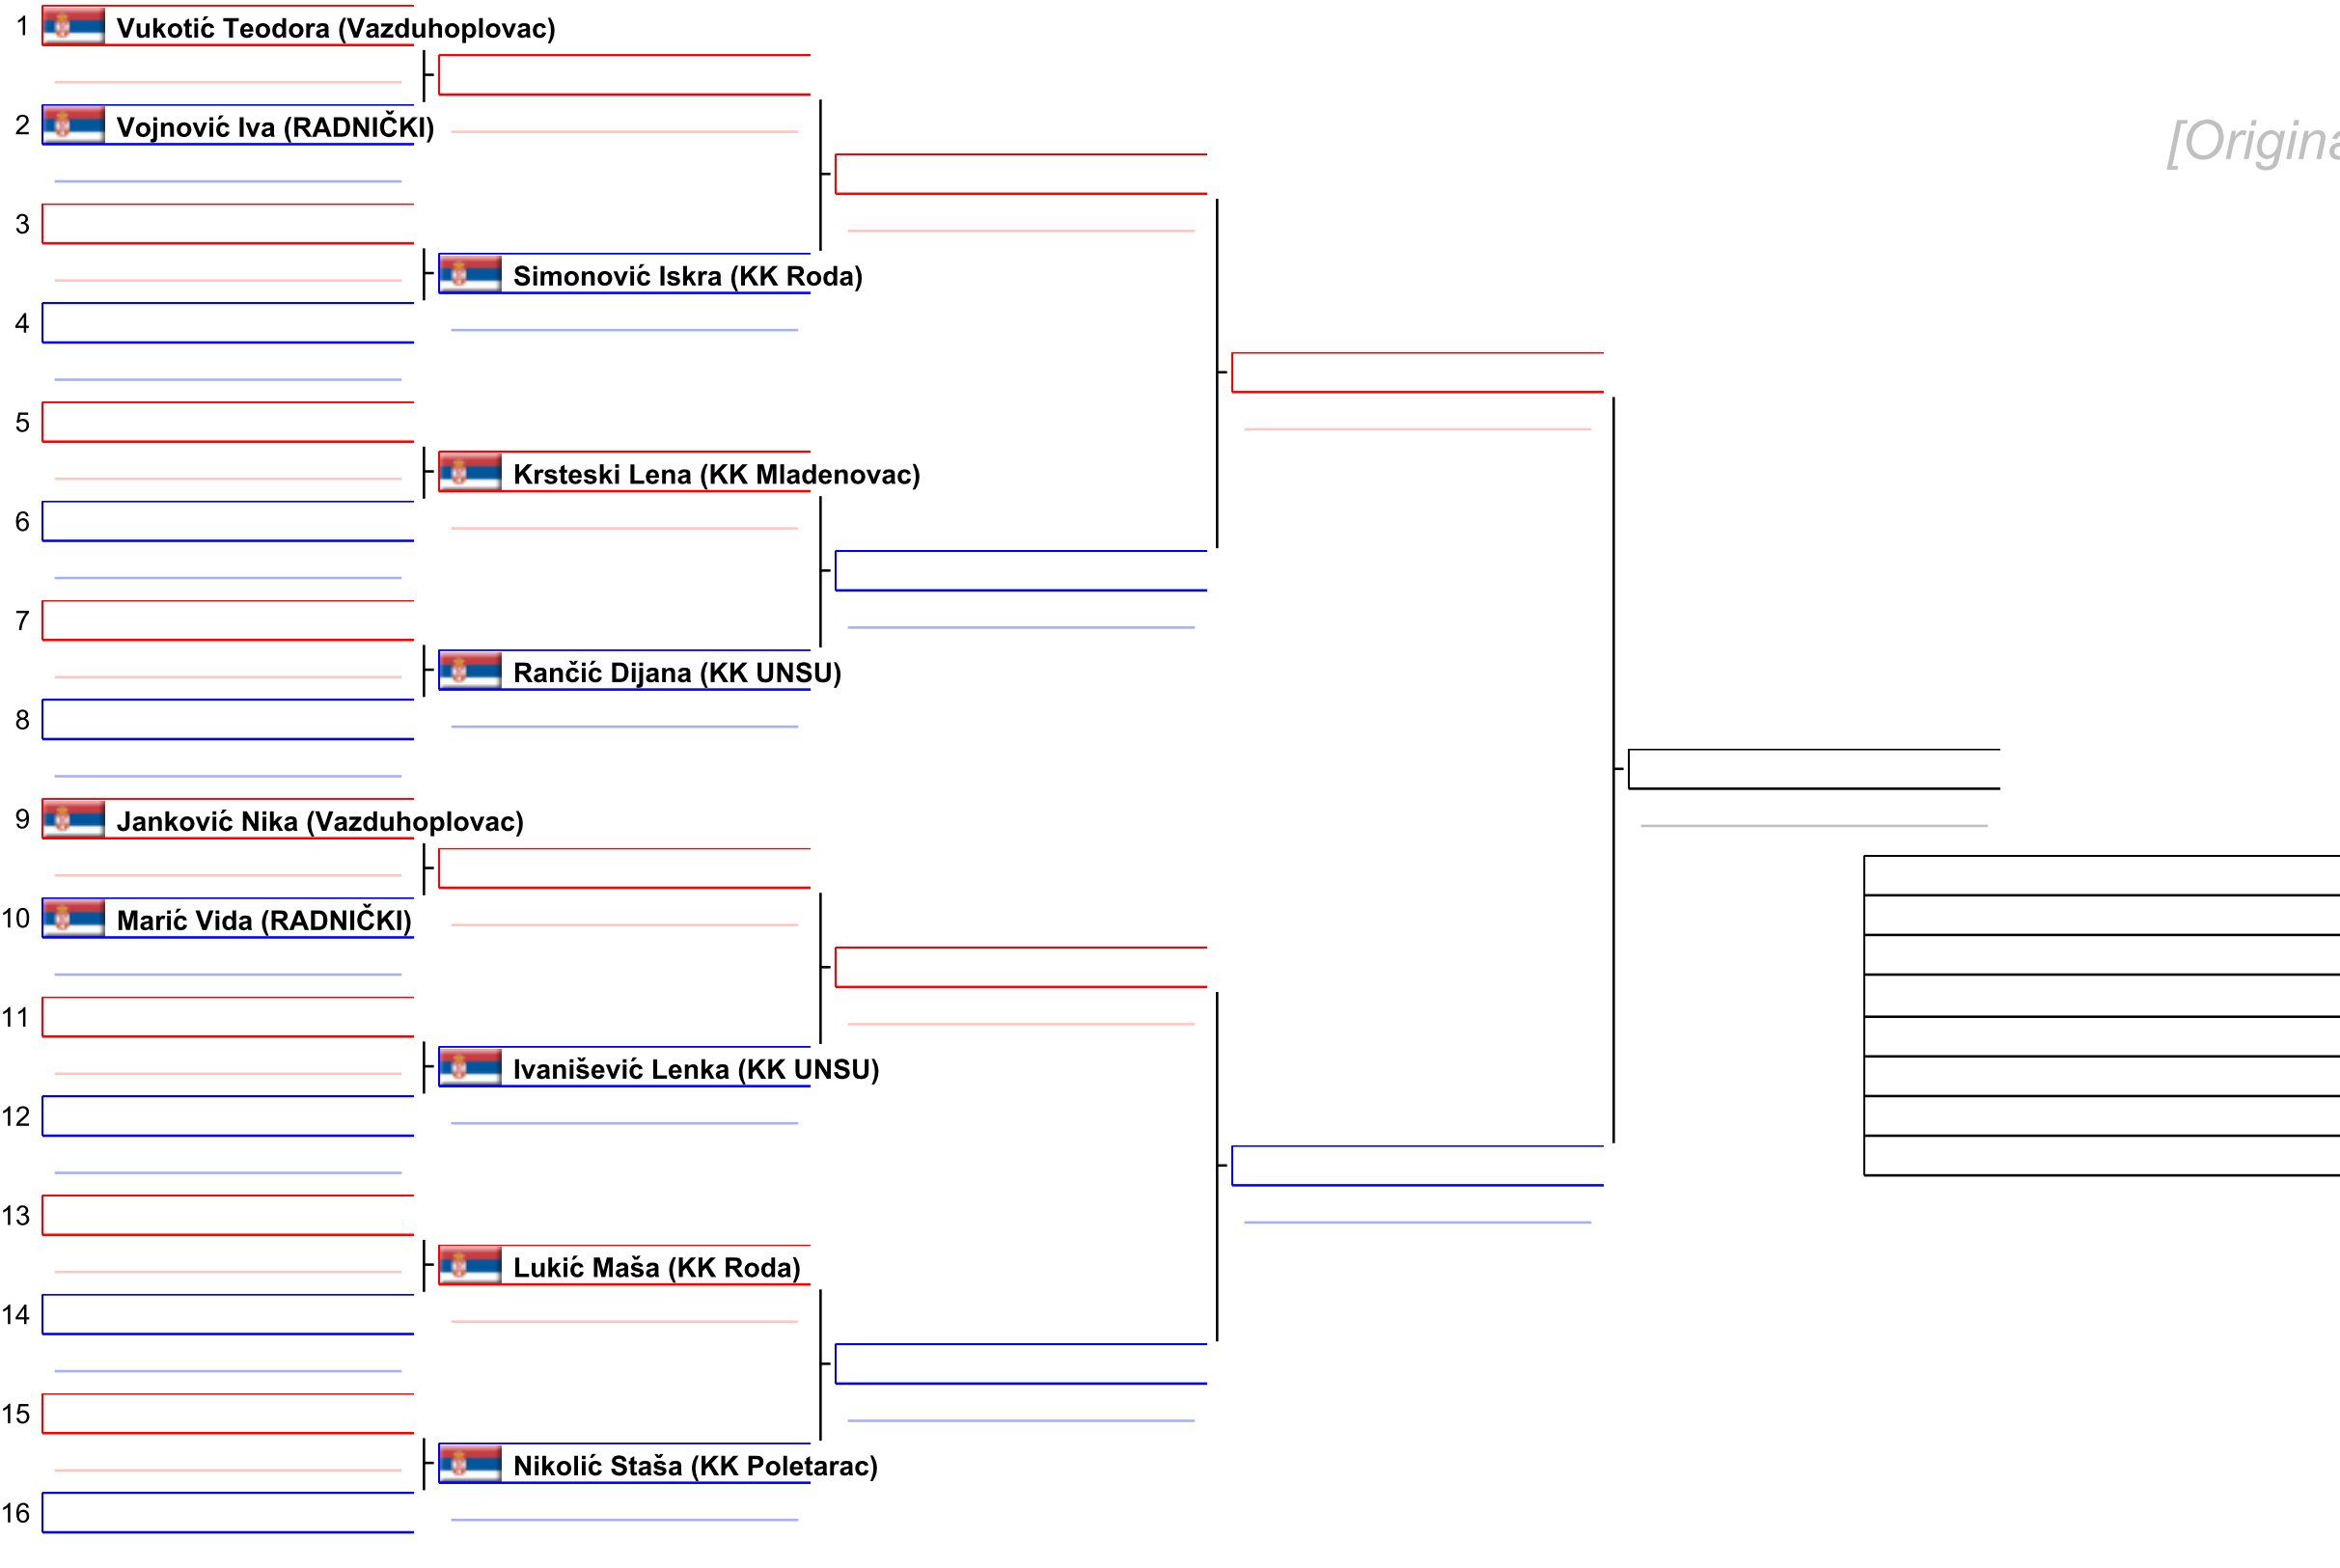 1 Vukotić Teodora (Vazduhoplovac)
2 Vojnović Iva (RADNIČKI)
[Origina
3
Simonović Iskra (KK Roda)
4
5
Krsteski Lena (KK Mladenovac)
6
7
Rančić Dijana (KK UNSU)
8
9 Janković Nika (Vazduhoplovac)
10 Marić Vida (RADNIČKI)
11
Ivanišević Lenka (KK UNSU)
12
13
Lukić Maša (KK Roda)
14
15
Nikolić Staša (KK Poletarac)
16